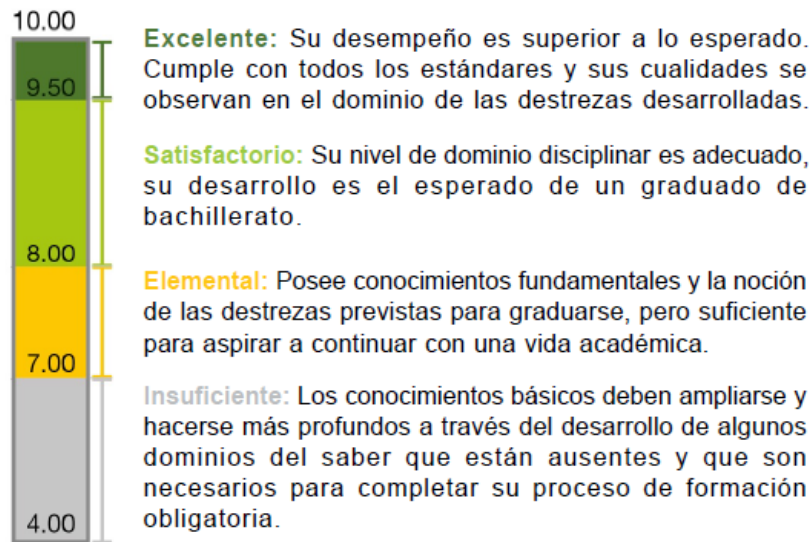 10.00
Excelente: Su desempeño es superior a lo esperado.
Cumple con todos los estándares y sus cualidades se
9.50
observan en el dominio de las destrezas desarrolladas.
Satisfactorio: Su nivel de dominio disciplinar es adecuado,
su desarrollo es el esperado de un graduado de
bachillerato.
8.00
Elemental: Posee conocimientos fundamentales y la noción
de las destrezas previstas para graduarse, pero suficiente
para aspirar a continuar con una vida académica.
7.00
Insuficiente: Los conocimientos básicos deben ampliarse y
hacerse más profundos a través del desarrollo de algunos
dominios del saber que están ausentes y que son
necesarios para completar su proceso de formación
obligatoria.
4.00